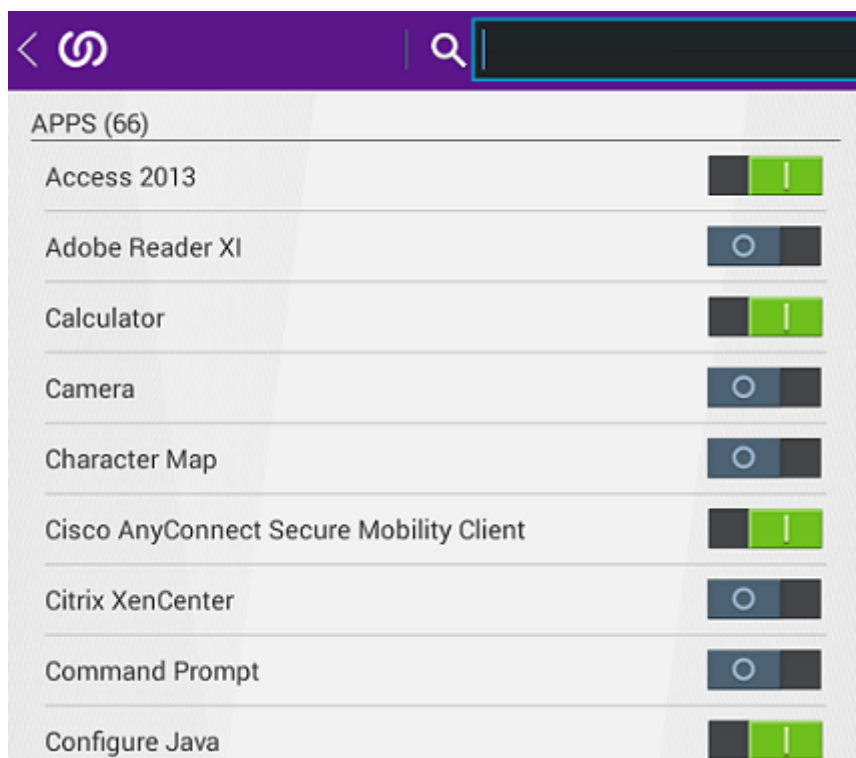 APPS (66)
Access 2013
Adobe Reader XI
Calculator
Camera
Character Map
Cisco AnyConnect Secure Mobility Client
Citrix XenCenter
Command Prompt
Configure Java